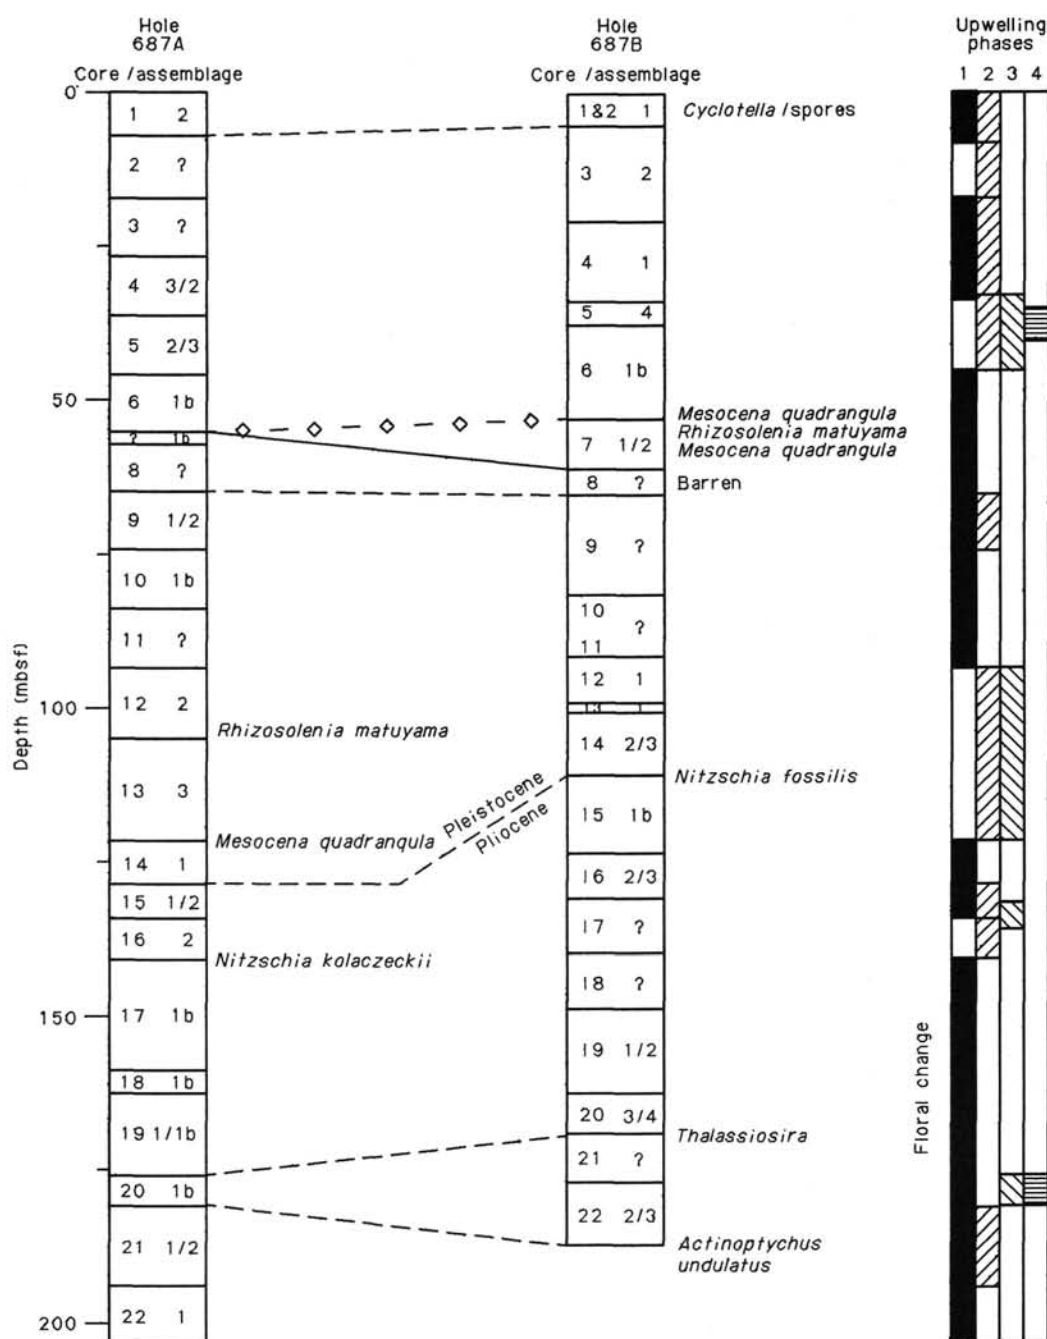 Hole
687A
Core /assemblage
Hole
687B
Core /assemblage
Upwelling
phases
1 2 3 4
Depth (mbsf)
0
50
100
150
200
1 2
2 ?
3 ?
4 3/2
5 2/3
6 1b
? 1b
8 ?
9 1/2
10 1b
11 ?
12 2
13 3
14 1
15 1/2
16 2
17 1b
18 1b
19 1/1b
20 1b
21 1/2
22 1
Rhizosolenia matuyama
Mesocena quadrangula
Nitzschia kolaczeckii
Pleistocene
Pliocene
1&2 1
3 2
4 1
5 4
6 1b
7 1/2
8 ?
9 ?
10
?
11
12 1
13 1
14 2/3
15 1b
16 2/3
17 ?
18 ?
19 1/2
20 3/4
21 ?
22 2/3
Cyclotella /spores
Mesocena quadrangula
Rhizosolenia matuyama
Mesocena quadrangula
Barren
Nitzschia fossilis
Thalassiosira
Actinoptychus
undulatus
Floral change